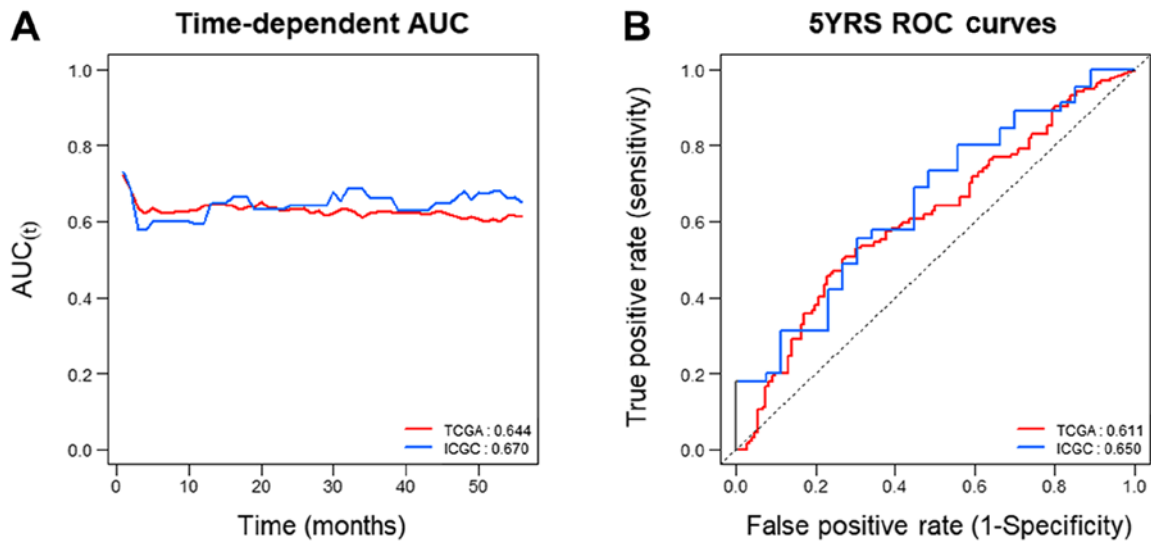 A
Time-dependent AUC
1.0
0.8
0.6
0.4
0.2
0.0
AUC(t)
TCGA : 0.644
ICGC : 0.670
0 10 20 30 40 50
Time (months)
B
5YRS ROC curves
1.0
0.8
0.6
0.4
0.2
0.0
True positive rate (sensitivity)
TCGA : 0.611
ICGC : 0.650
0.0 0.2 0.4 0.6 0.8 1.0
False positive rate (1-Specificity)